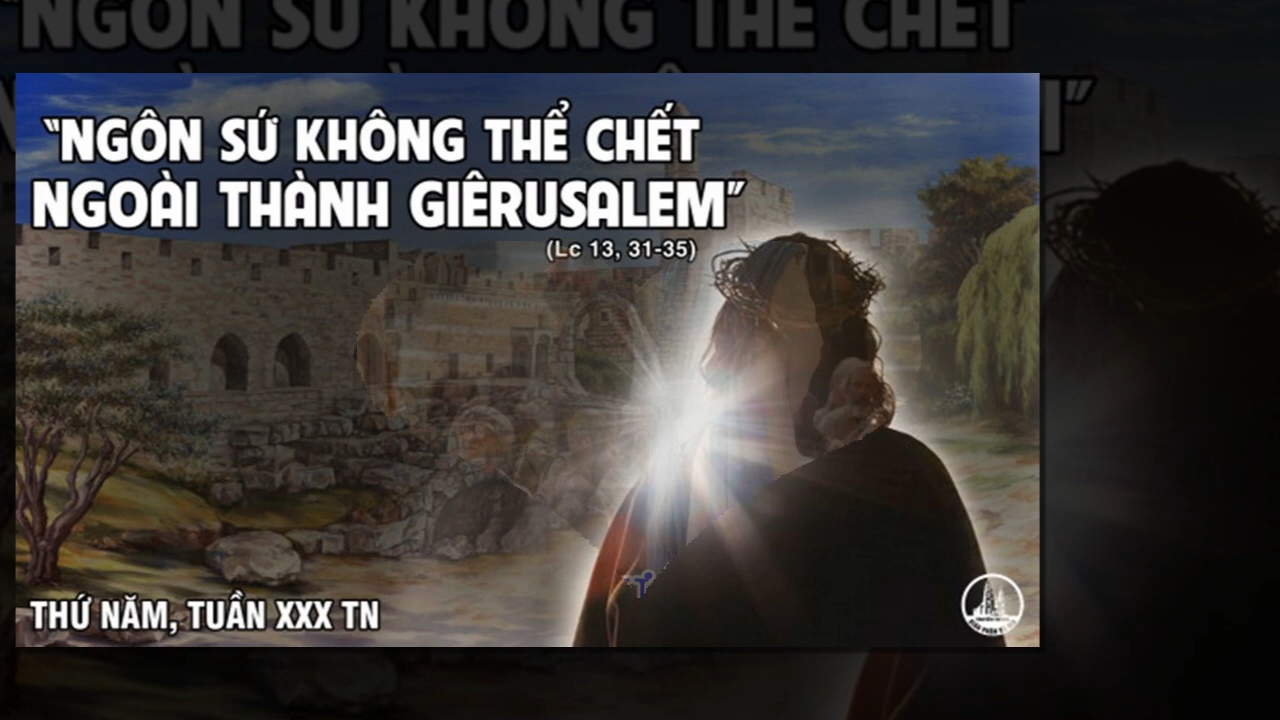 “NGÔN SỨ KHÔNG THỂ CHẾT
NGOÀI THÀNH GIÊRUSALEM”
(Lc 13, 31-35)
THỨ NĂM, TUẦN XXX TN